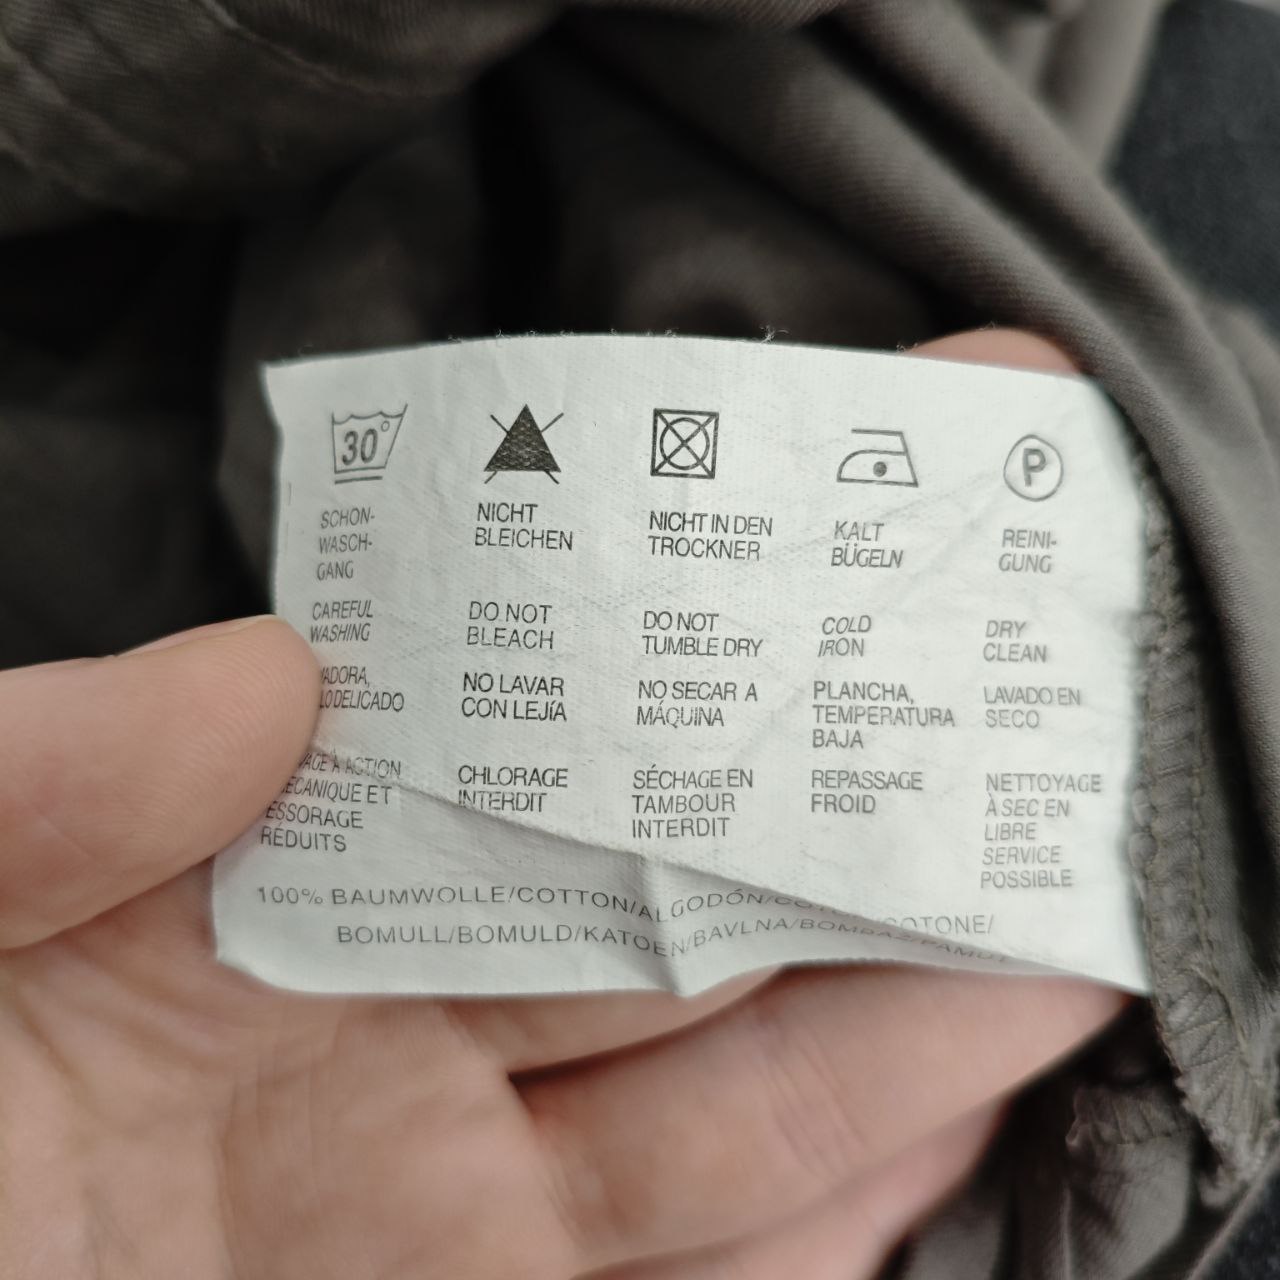 30°
P
SCHON-
WASCH-
GANG
NICHT
BLEICHEN
NICHT IN DEN
TROCKNER
KALT
BÜGELN
REINI-
GUNG
CAREFUL
WASHING
DO NOT
BLEACH
DO NOT
TUMBLE DRY
COLD
IRON
DRY
CLEAN
DELICADO
NO LAVAR
CON LEJÍA
NO SECAR A
MÁQUINA
PLANCHA,
TEMPERATURA
BAJA
LAVADO EN
SECO
À ACTION
ET
ESSORAGE
RÉDUITS
CHLORAGE
INTERDIT
SÉCHAGE EN
TAMBOUR
INTERDIT
REPASSAGE
FROID
NETTOYAGE
À SEC EN
LIBRE
SERVICE
POSSIBLE
100% BAUMWOLLE/COTTON/ALGODÓN/
BOMULL/BOMULD/KATOEN/BAVLNA/